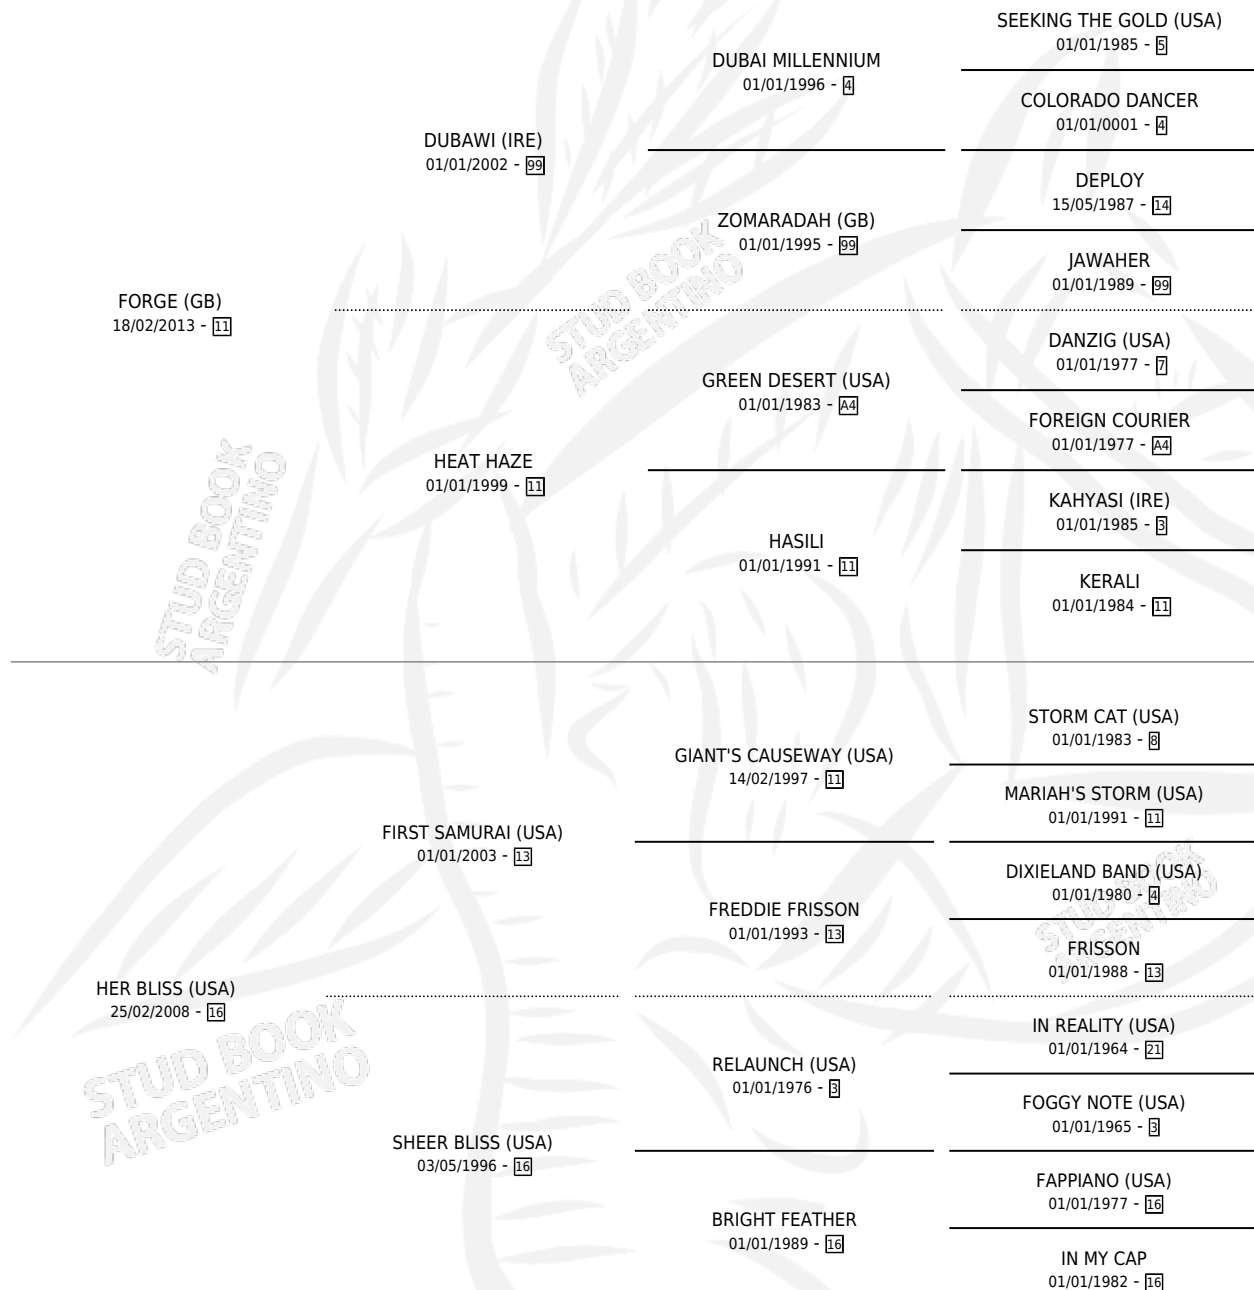 SEEKING THE GOLD (USA)
01/01/1985 - 5
DUBAI MILLENNIUM
01/01/1996 - 4
COLORADO DANCER
01/01/0001 - 4
DUBAWI (IRE)
01/01/2002 - 99
DEPLOY
15/05/1987 - 14
ZOMARADAH (GB)
01/01/1995 - 99
JAWAHER
01/01/1989 - 99
FORGE (GB)
18/02/2013 - 11
STUD BOOK
ARGENTINO
DANZIG (USA)
01/01/1977 - 7
GREEN DESERT (USA)
01/01/1983 - A4
FOREIGN COURIER
01/01/1977 - A4
HEAT HAZE
01/01/1999 - 11
KAHYASI (IRE)
01/01/1985 - 3
HASILI
01/01/1991 - 11
KERALI
01/01/1984 - 11
STUD BOOK
ARGENTINO
STORM CAT (USA)
01/01/1983 - 8
GIANT'S CAUSEWAY (USA)
14/02/1997 - 11
MARIAH'S STORM (USA)
01/01/1991 - 11
FIRST SAMURAI (USA)
01/01/2003 - 13
DIXIELAND BAND (USA)
01/01/1980 - 4
FREDDIE FRISSON
01/01/1993 - 13
FRISSON
01/01/1988 - 13
STUD BOOK
ARGENTINO
HER BLISS (USA)
25/02/2008 - 16
STUD BOOK
ARGENTINO
IN REALITY (USA)
01/01/1964 - 21
RELAUNCH (USA)
01/01/1976 - 3
FOGGY NOTE (USA)
01/01/1965 - 3
SHEER BLISS (USA)
03/05/1996 - 16
FAPPIANO (USA)
01/01/1977 - 16
BRIGHT FEATHER
01/01/1989 - 16
IN MY CAP
01/01/1982 - 16